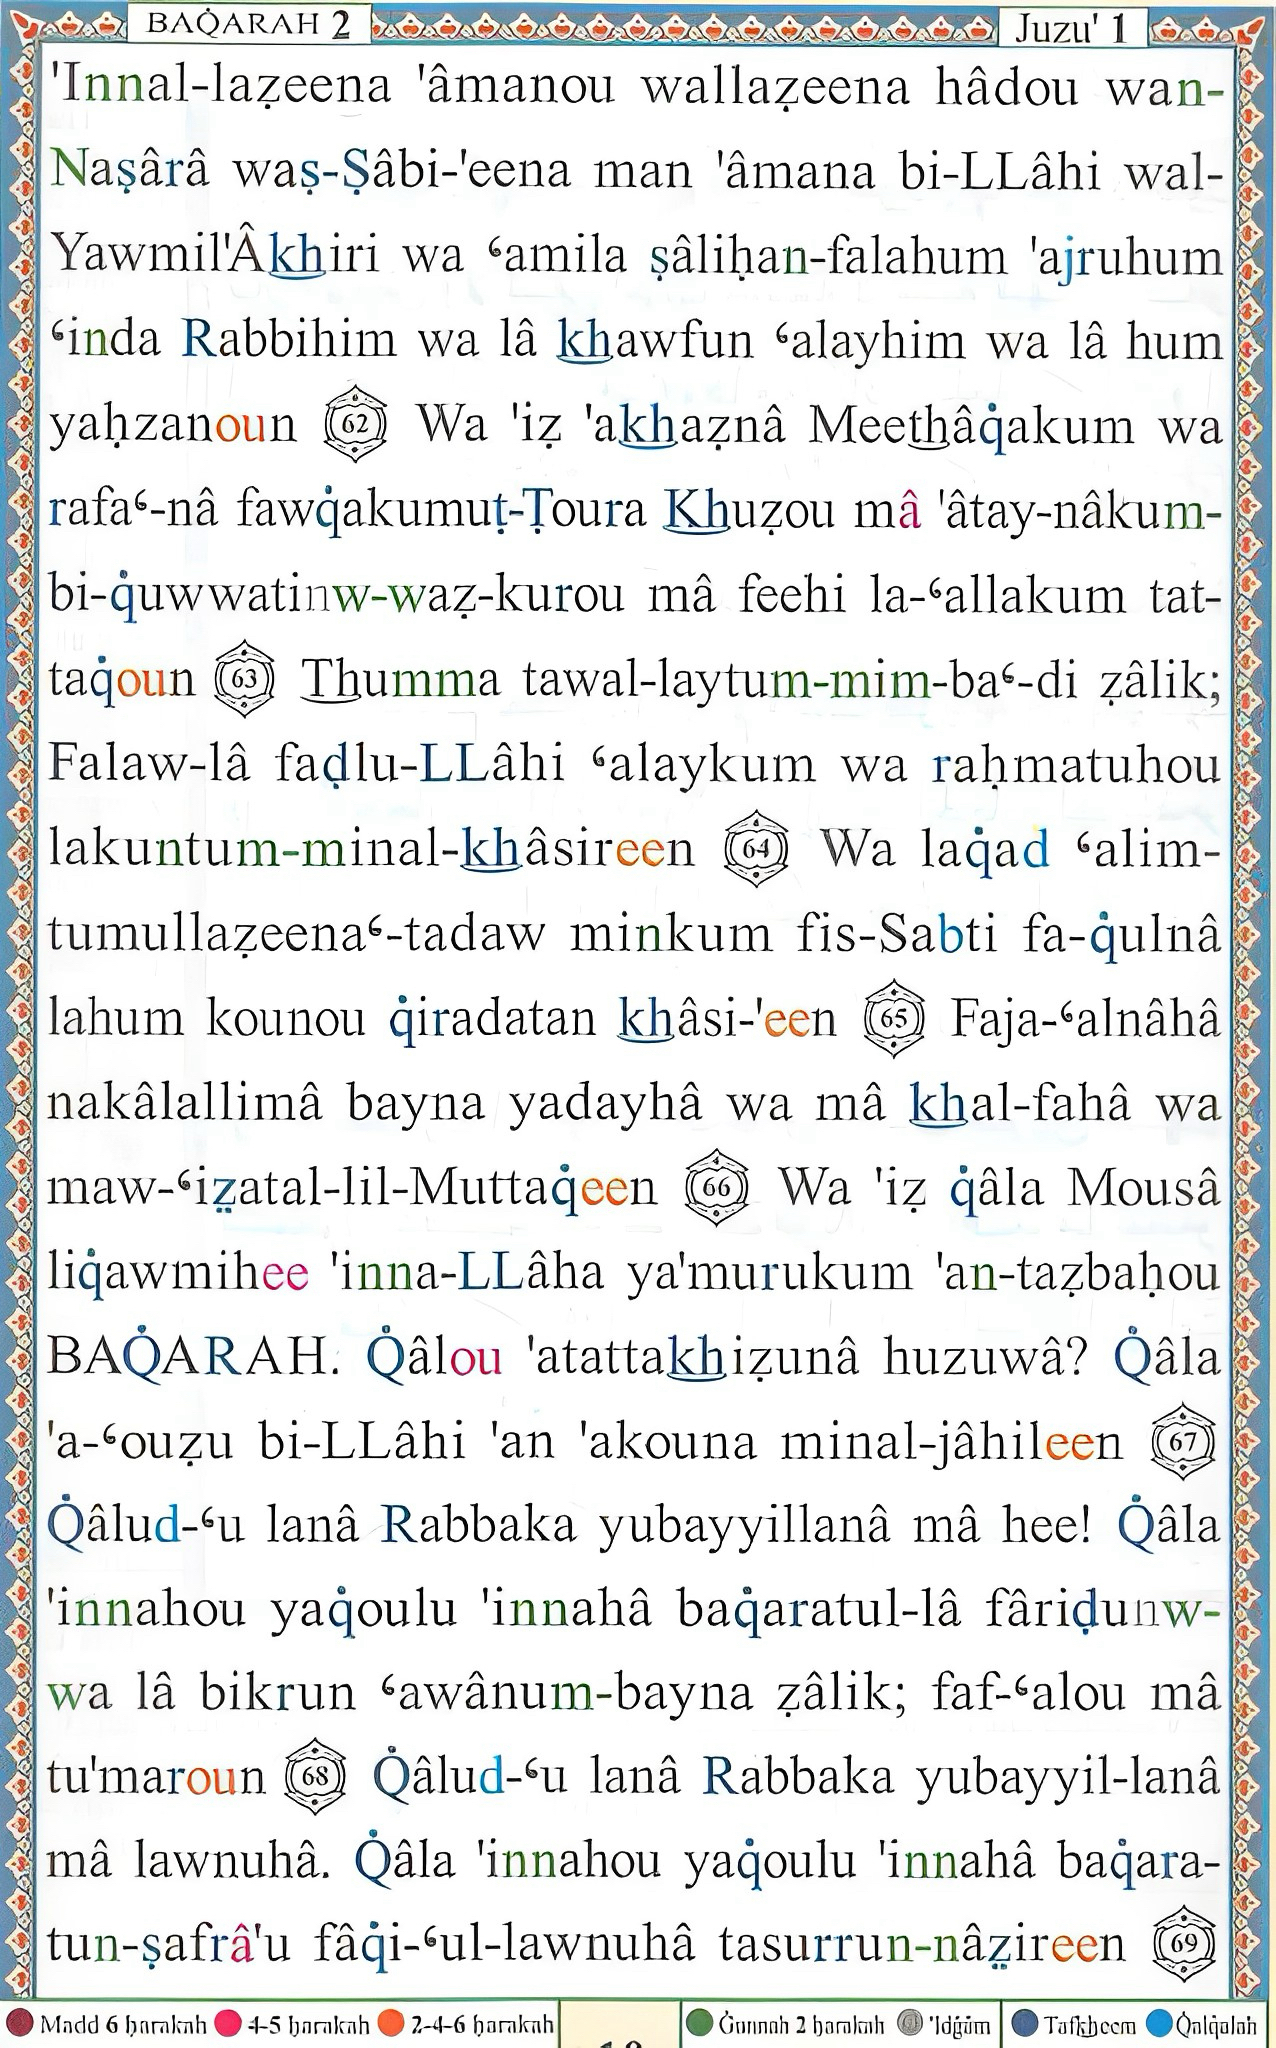 BAQ̇ARAH 2
Juzu' 1
'Innal-laẓeena 'âmanou wallaẓeena hâdou wan-
Naṣârâ waṣ-Ṣâbi-'eena man 'âmana bi-LLâhi wal-
Yawmil'Âkhiri wa ʿamila ṣâliḥan-falahum 'ajruhum
ʿinda Rabbihim wa lâ khawfun ʿalayhim wa lâ hum
yaḥzanoun 62 Wa 'iẓ 'akhaẓnâ Meethâq̇akum wa
rafaʿ-nâ fawq̇akumuṭ-Ṭoura Khuẓou mâ 'âtay-nâkum-
bi-q̇uwwatinw-waẓ-kurou mâ feehi la-ʿallakum tat-
taq̇oun 63 Thumma tawal-laytum-mim-baʿ-di ẓâlik;
Falaw-lâ faḍlu-LLâhi ʿalaykum wa raḥmatuhou
lakuntum-minal-khâsireen 64 Wa laq̇ad ʿalim-
tumullaẓeenaʿ-tadaw minkum fis-Sabti fa-q̇ulnâ
lahum kounou q̇iradatan khâsi-'een 65 Faja-ʿalnâhâ
nakâlallimâ bayna yadayhâ wa mâ khal-fahâ wa
maw-ʿiz̤atal-lil-Muttaq̇een 66 Wa 'iẓ q̇âla Mousâ
liq̇awmihee 'inna-LLâha ya'murukum 'an-taẓbaḥou
BAQ̇ARAH. Q̇âlou 'atattakhiẓunâ huzuwâ? Q̇âla
'a-ʿouẓu bi-LLâhi 'an 'akouna minal-jâhileen 67
Q̇âlud-ʿu lanâ Rabbaka yubayyillanâ mâ hee! Q̇âla
'innahou yaq̇oulu 'innahâ baq̇aratul-lâ fâriḍunw-
wa lâ bikrun ʿawânum-bayna ẓâlik; faf-ʿalou mâ
tu'maroun 68 Q̇âlud-ʿu lanâ Rabbaka yubayyil-lanâ
mâ lawnuhâ. Q̇âla 'innahou yaq̇oulu 'innahâ baq̇ara-
tun-ṣafrâ'u fâq̇i-ʿul-lawnuhâ tasurrun-nâz̤ireen 69
Madd 6 ḥarakah 4-5 ḥarakah 2-4-6 ḥarakah Ġunnah 2 ḥarakah 'Idġâm Tafkheem Q̇alq̇alah